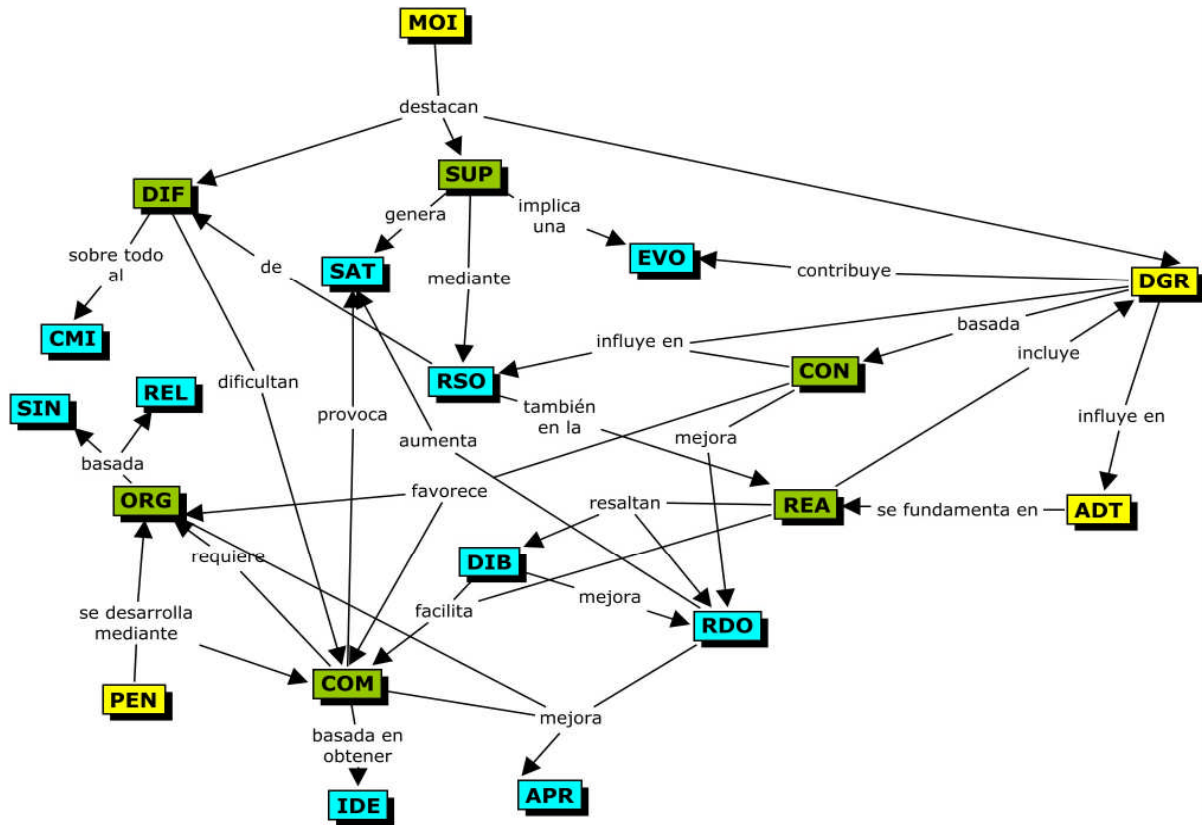 MOI
destacan
SUP
DIF
genera
implica
una
sobre todo
al
de
SAT
mediante
EVO
contribuye
DGR
CMI
basada
influye en
incluye
REL
dificultan
RSO
CON
SIN
provoca
también
en la
influye en
aumenta
mejora
basada
ORG
favorece
resaltan
REA
se fundamenta en
ADT
requiere
DIB
se desarrolla
mediante
facilita
mejora
RDO
PEN
COM
mejora
basada en
obtener
IDE
APR